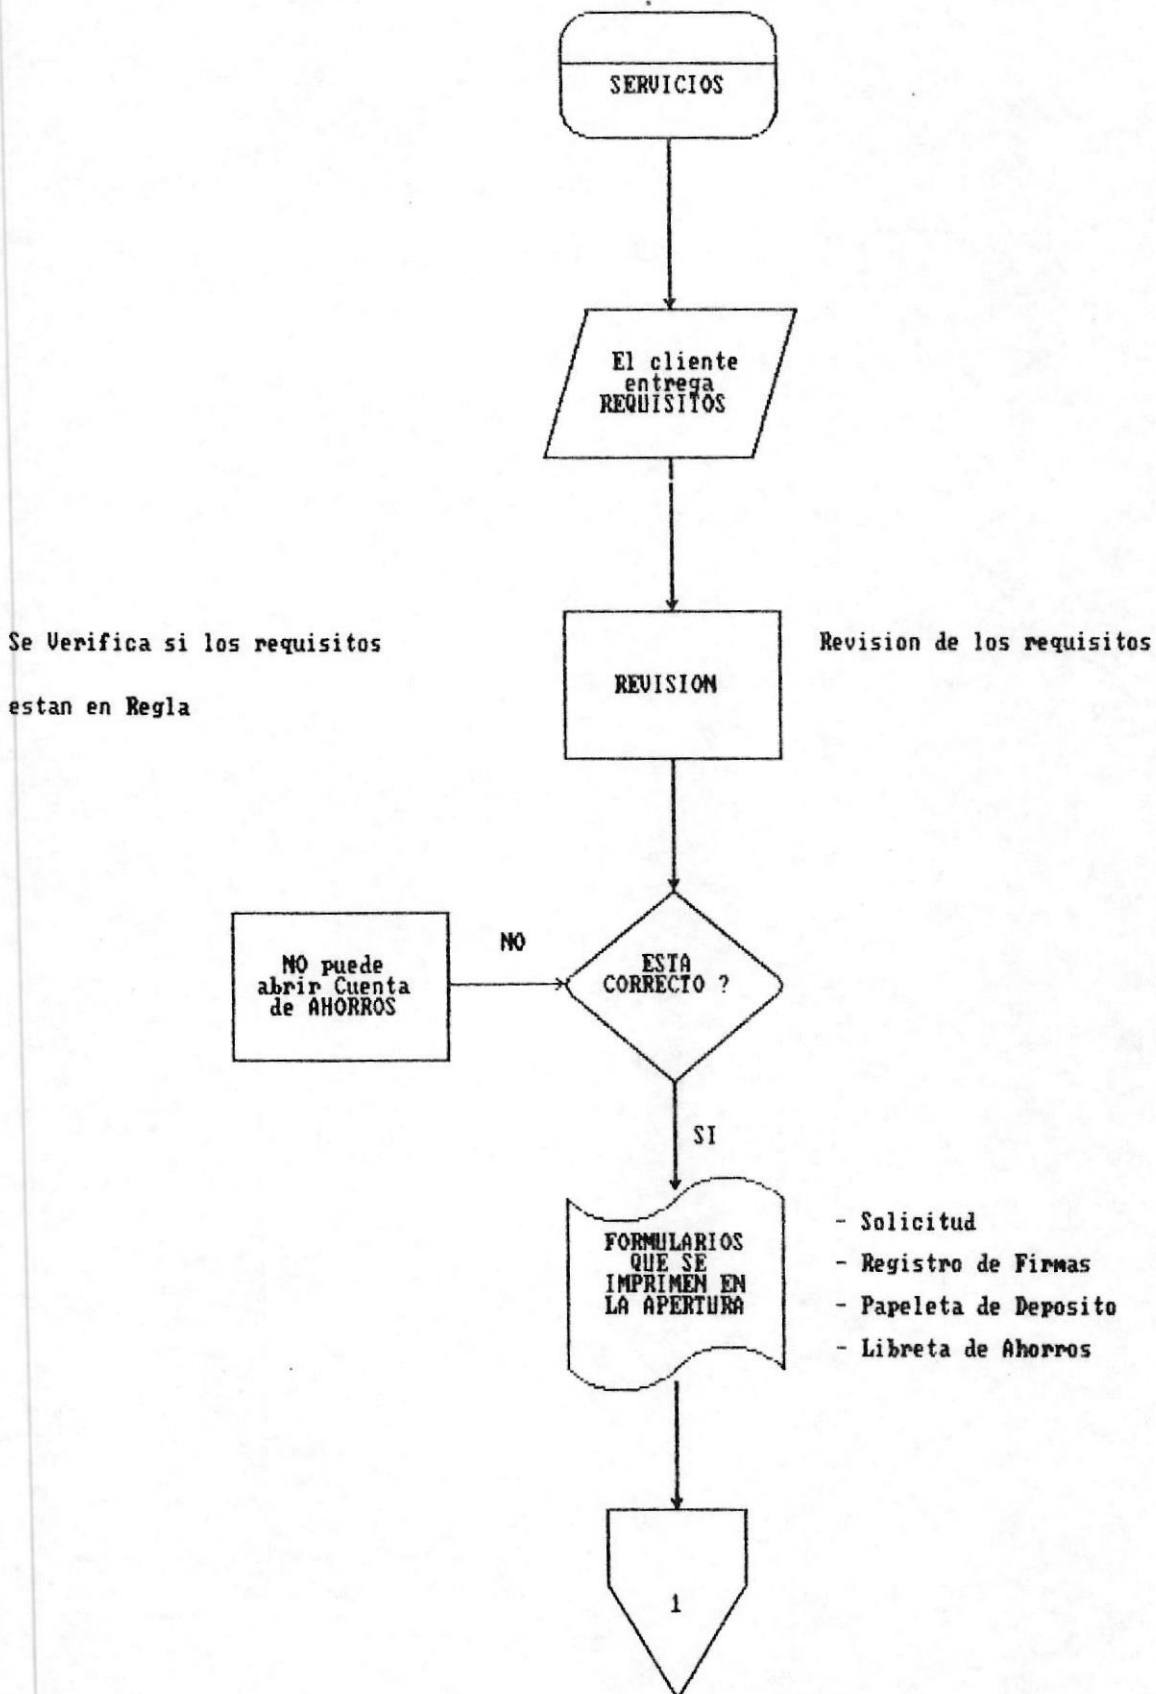 SERVICIOS
El cliente
entrega
REQUISITOS
Se Verifica si los requisitos
estan en Regla
REVISION
Revision de los requisitos
NO puede
abrir Cuenta
de AHORROS
NO
ESTA
CORRECTO ?
SI
FORMULARIOS
QUE SE
IMPRIMEN EN
LA APERTURA
- Solicitud
- Registro de Firmas
- Papeleta de Deposito
- Libreta de Ahorros
1